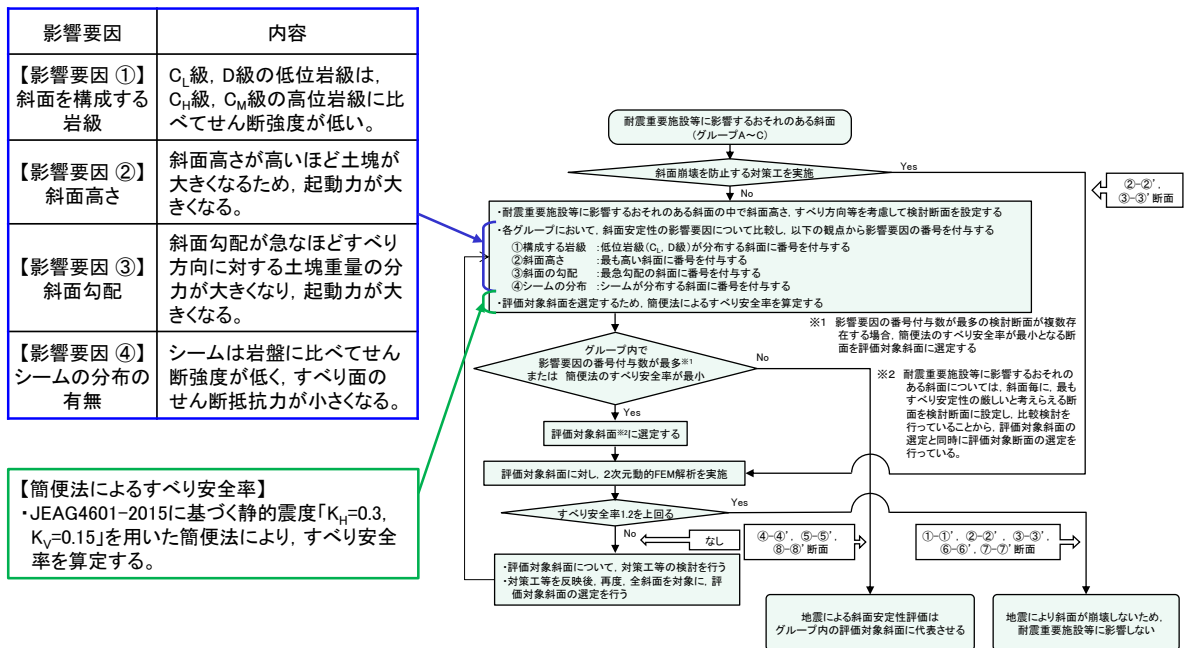 影響要因
内容
【影響要因 ①】
斜面を構成する
岩級
CL級，D級の低位岩級は，
CH級，CM級の高位岩級に比
べてせん断強度が低い。
【影響要因 ②】
斜面高さ
斜面高さが高いほど土塊が
大きくなるため，起動力が大
きくなる。
【影響要因 ③】
斜面勾配
斜面勾配が急なほどすべり
方向に対する土塊重量の分
力が大きくなり，起動力が大
きくなる。
【影響要因 ④】
シームの分布の
有無
シームは岩盤に比べてせん
断強度が低く，すべり面の
せん断抵抗力が小さくなる。
【簡便法によるすべり安全率】
・JEAG4601-2015に基づく静的震度「KH=0.3，
KV=0.15」を用いた簡便法により，すべり安全
率を算定する。
耐震重要施設等に影響するおそれのある斜面
(グループA～C)
斜面崩壊を防止する対策工を実施
Yes
No
②-②’，
③-③’断面
・耐震重要施設等に影響するおそれのある斜面の中で斜面高さ，すべり方向等を考慮して検討断面を設定する
・各グループにおいて，斜面安定性の影響要因について比較し，以下の観点から影響要因の番号を付与する
①構成する岩級　：低位岩級(CL，D級)が分布する斜面に番号を付与する
②斜面高さ　：最も高い斜面に番号を付与する
③斜面の勾配　：最急勾配の斜面に番号を付与する
④シームの分布　：シームが分布する斜面に番号を付与する
・評価対象斜面を選定するため，簡便法によるすべり安全率を算定する
※1　影響要因の番号付与数が最多の検討断面が複数存
在する場合，簡便法のすべり安全率が最小となる断
面を評価対象斜面に選定する
グループ内で
影響要因の番号付与数が最多※1
または　簡便法のすべり安全率が最小
No
Yes
※2　耐震重要施設等に影響するおそれの
ある斜面については，斜面毎に，最も
すべり安定性の厳しいと考えらえる断
面を検討断面に設定し，比較検討を
行っていることから，評価対象斜面の
選定と同時に評価対象断面の選定を
行っている。
評価対象斜面※2に選定する
評価対象斜面に対し，2次元動的FEM解析を実施
すべり安全率1.2を上回る
Yes
No
なし
④-④’，⑤-⑤’，
⑧-⑧’断面
①-①’，②-②’，③-③’，
⑥-⑥’，⑦-⑦’断面
・評価対象斜面について，対策工等の検討を行う
・対策工等を反映後，再度，全斜面を対象に，評
価対象斜面の選定を行う
地震による斜面安定性評価は
グループ内の評価対象斜面に代表させる
地震により斜面が崩壊しないため，
耐震重要施設等に影響しない